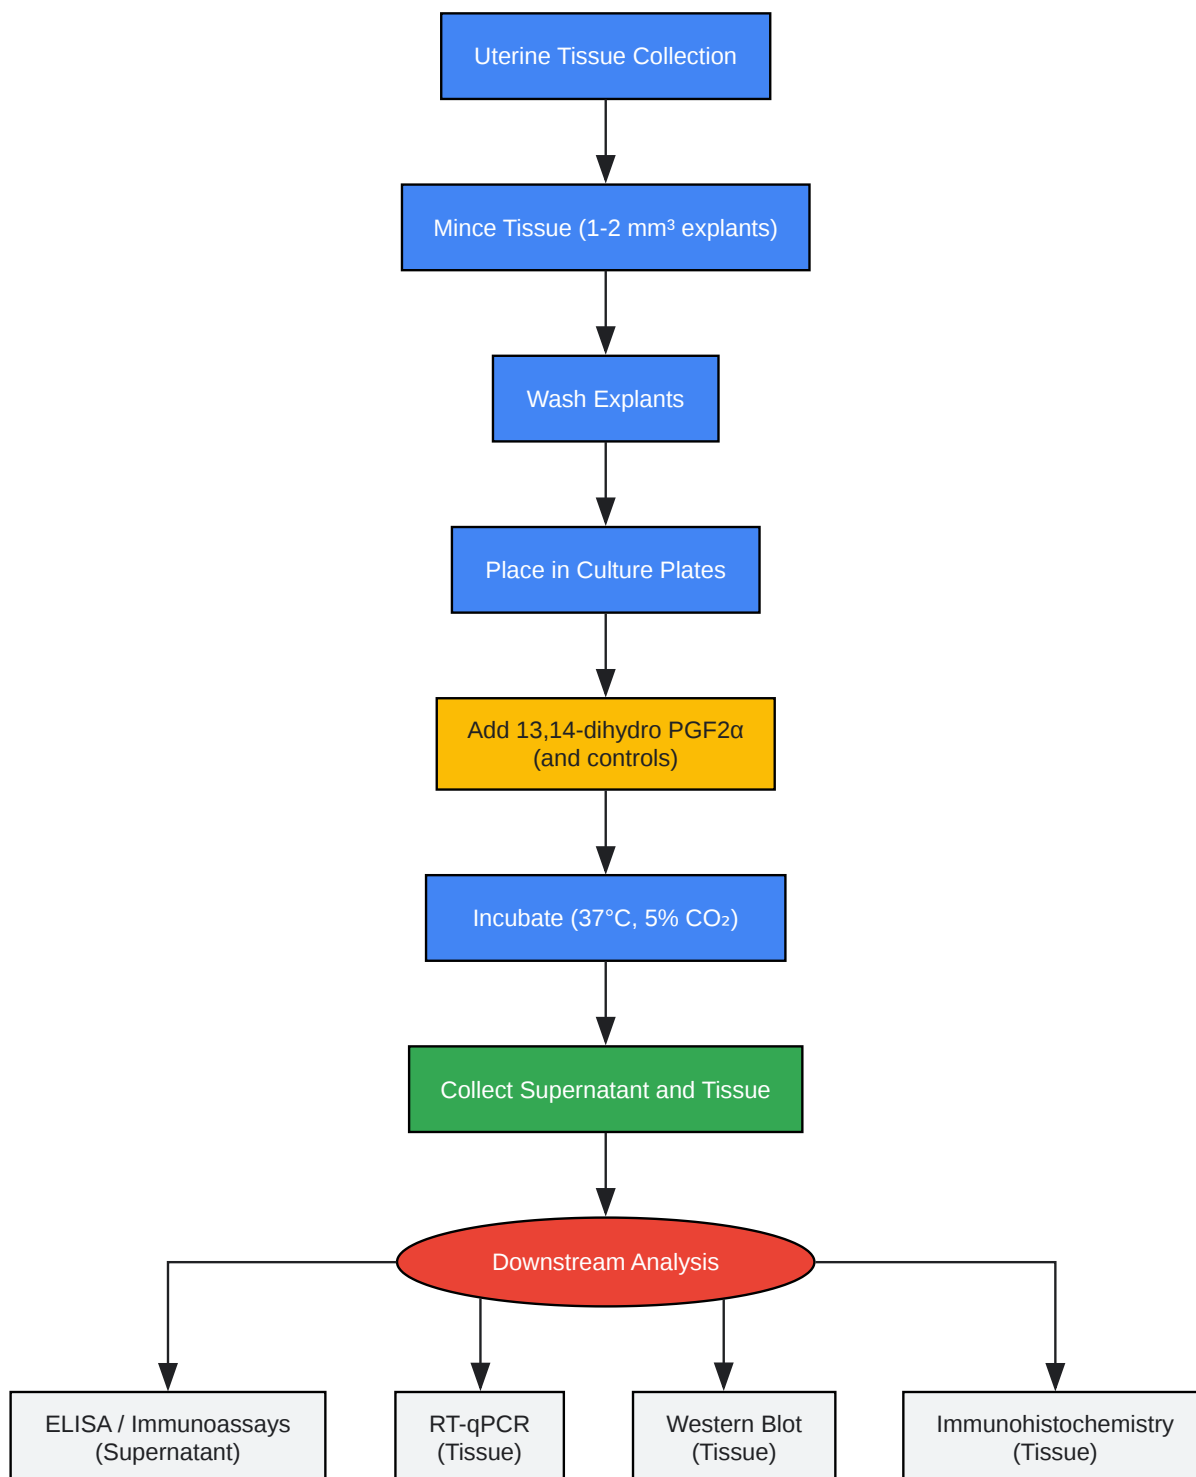 Uterine Tissue Collection
Mince Tissue (1-2 mm³ explants)
Wash Explants
Place in Culture Plates
Add 13,14-dihydro PGF2α
(and controls)
Incubate (37°C, 5% CO₂)
Collect Supernatant and Tissue
Downstream Analysis
ELISA / Immunoassays
(Supernatant)
RT-qPCR
(Tissue)
Western Blot
(Tissue)
Immunohistochemistry
(Tissue)